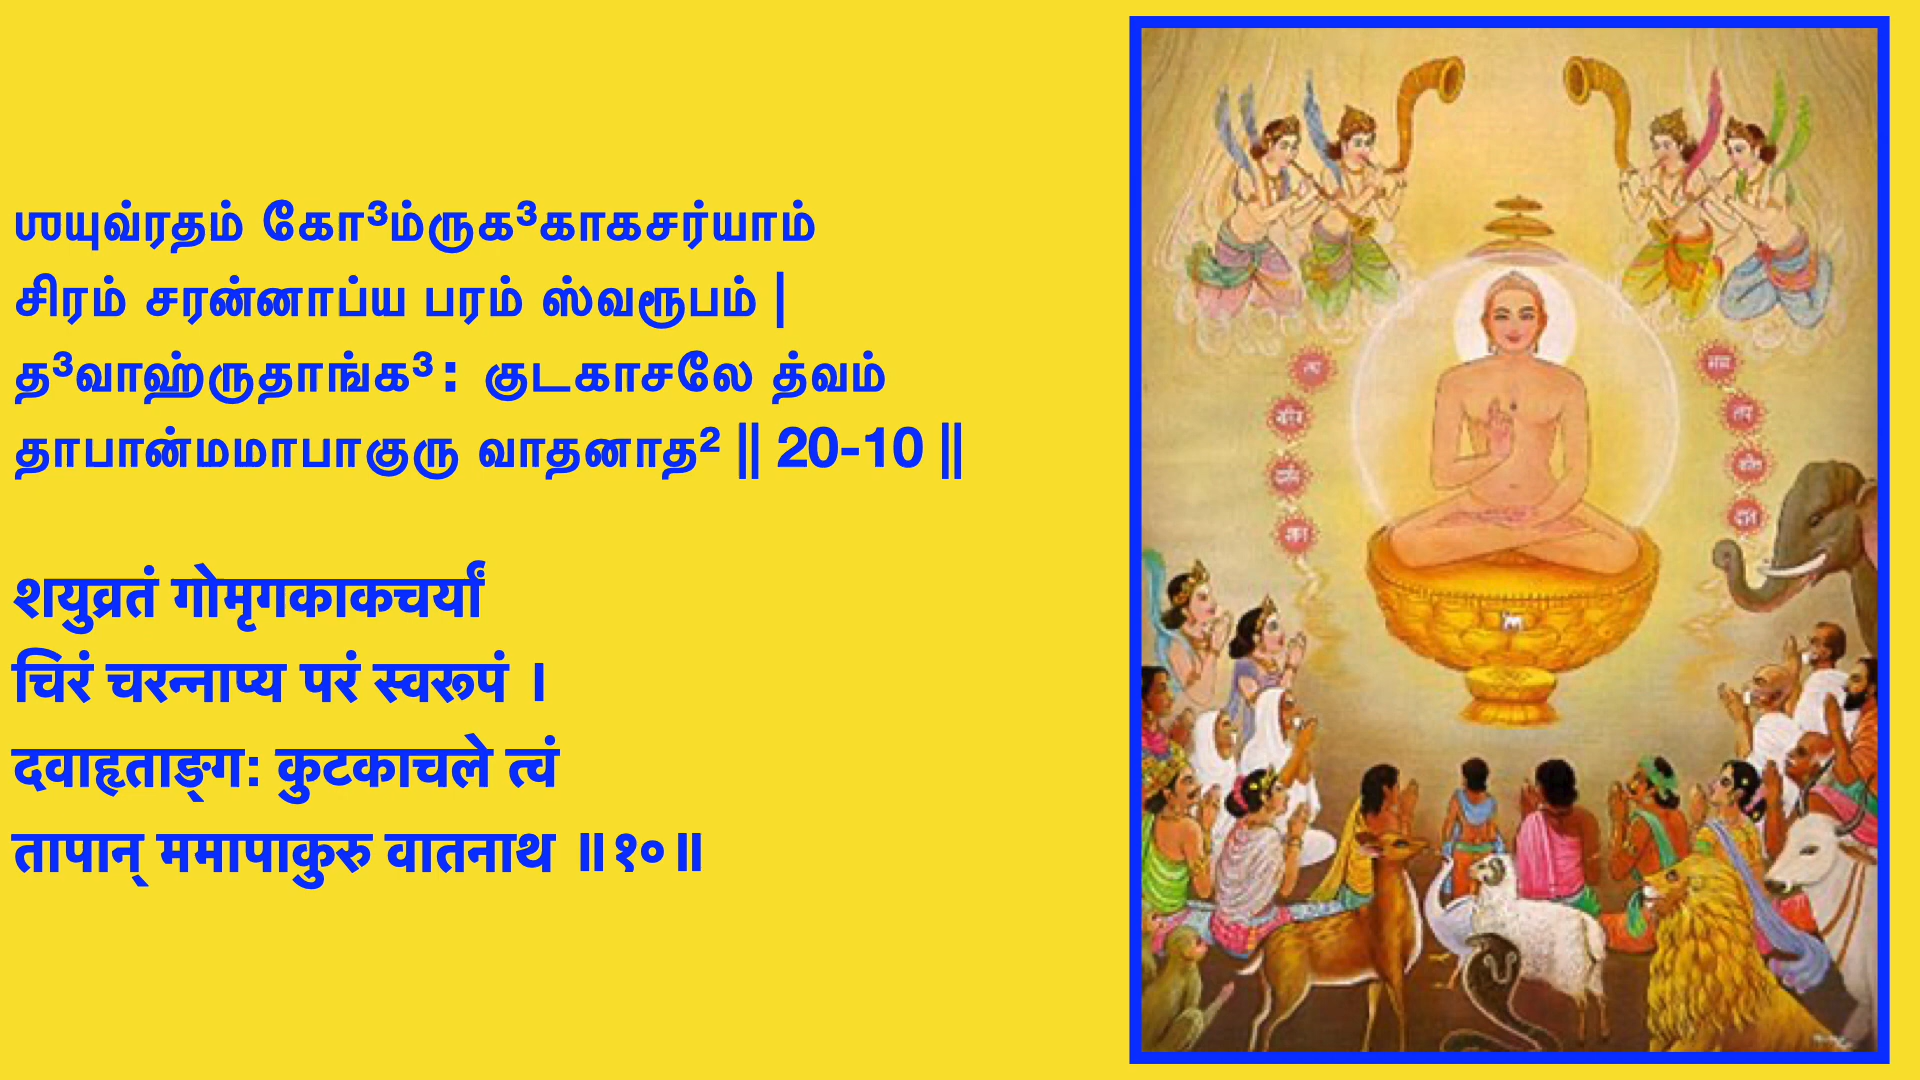 ஶயுவ்ரதம் கோ³ம்ருக³காகசர்யாம்
சிரம் சரன்னாப்ய பரம் ஸ்வரூபம் |
த³வாஹ்ருதாங்க³: குடகாசலே த்வம்
தாபான்மமாபாகுரு வாதனாத² || 20-10 ||
शयुव्रतं गोमृगकाकचर्यां
चिरं चरन्नाप्य परं स्वरूपं ।
दवाहृताङ्गः कुटकाचले त्वं
तापान् ममापाकुरु वातनाथ ॥१०॥